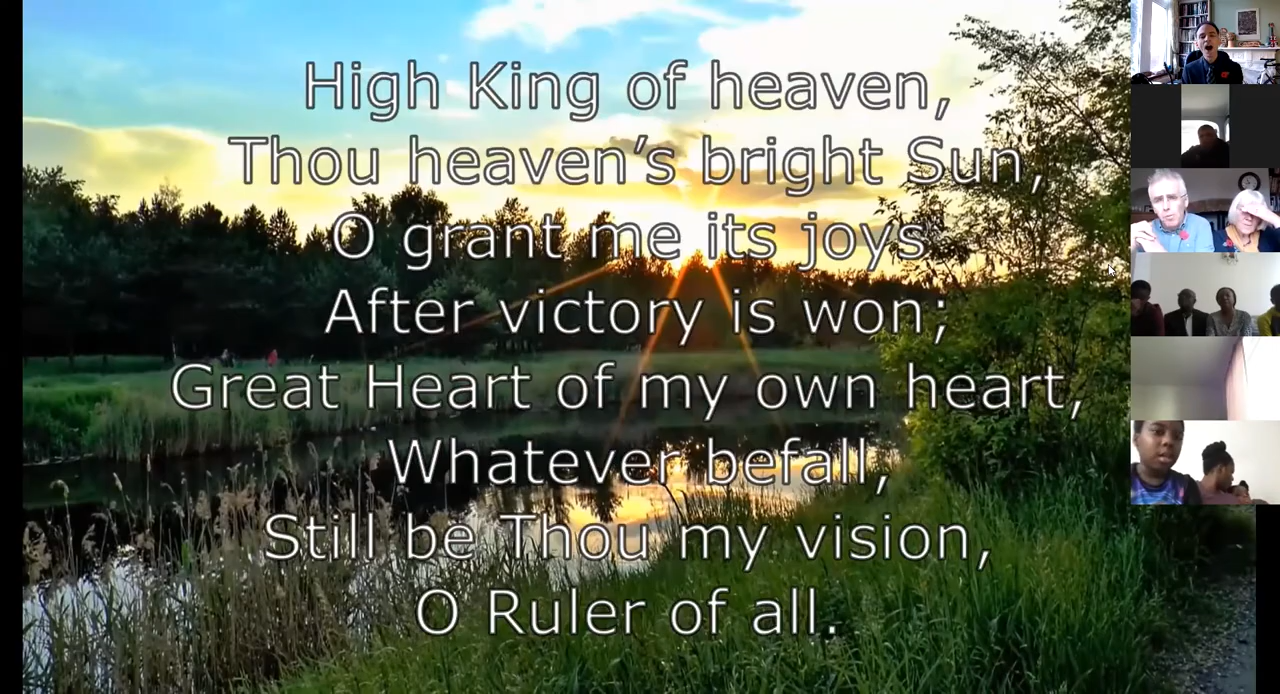 High King of heaven,
Thou heaven’s bright Sun,
O grant me its joys
After victory is won;
Great Heart of my own heart,
Whatever befall,
Still be Thou my vision,
O Ruler of all.